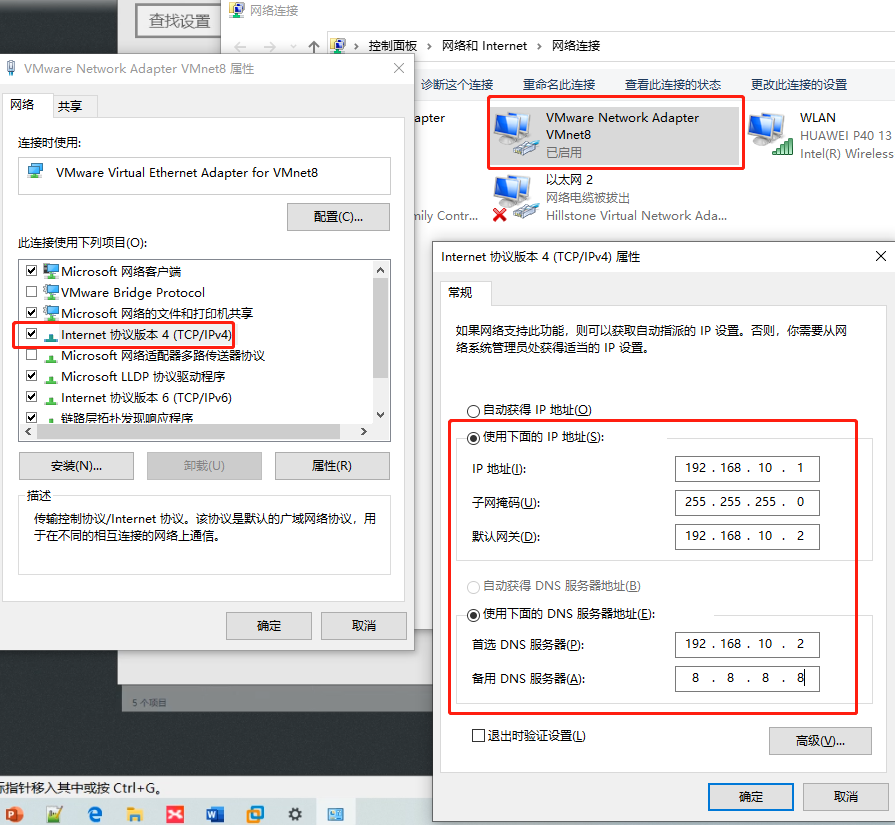 查找设置
网络连接
控制面板 › 网络和 Internet › 网络连接
诊断这个连接 重命名此连接 查看此连接的状态 更改此连接的设置
apter
VMware Network Adapter
VMnet8
已启用
WLAN
HUAWEI P40 13
Intel(R) Wireless
以太网 2
网络电缆被拔出
Hillstone Virtual Network Ada...
mily Contr...
VMware Network Adapter VMnet8 属性
网络 共享
连接时使用:
VMware Virtual Ethernet Adapter for VMnet8
配置(C)...
此连接使用下列项目(O):
Microsoft 网络客户端
VMware Bridge Protocol
Microsoft 网络的文件和打印机共享
Internet 协议版本 4 (TCP/IPv4)
Microsoft 网络适配器多路传送器协议
Microsoft LLDP 协议驱动程序
Internet 协议版本 6 (TCP/IPv6)
链路层拓扑发现响应程序
安装(N)... 卸载(U) 属性(R)
描述
传输控制协议/Internet 协议。该协议是默认的广域网络协议，用
于在不同的相互连接的网络上通信。
确定 取消
Internet 协议版本 4 (TCP/IPv4) 属性
常规
如果网络支持此功能，则可以获取自动指派的 IP 设置。否则，你需要从网
络系统管理员处获得适当的 IP 设置。
自动获得 IP 地址(O)
使用下面的 IP 地址(S):
IP 地址(I): 192 . 168 . 10 . 1
子网掩码(U): 255 . 255 . 255 . 0
默认网关(D): 192 . 168 . 10 . 2
自动获得 DNS 服务器地址(B)
使用下面的 DNS 服务器地址(E):
首选 DNS 服务器(P): 192 . 168 . 10 . 2
备用 DNS 服务器(A): 8 . 8 . 8 . 8
退出时验证设置(L)
高级(V)...
确定 取消
5 个项目
标指针移入其中或按 Ctrl+G。